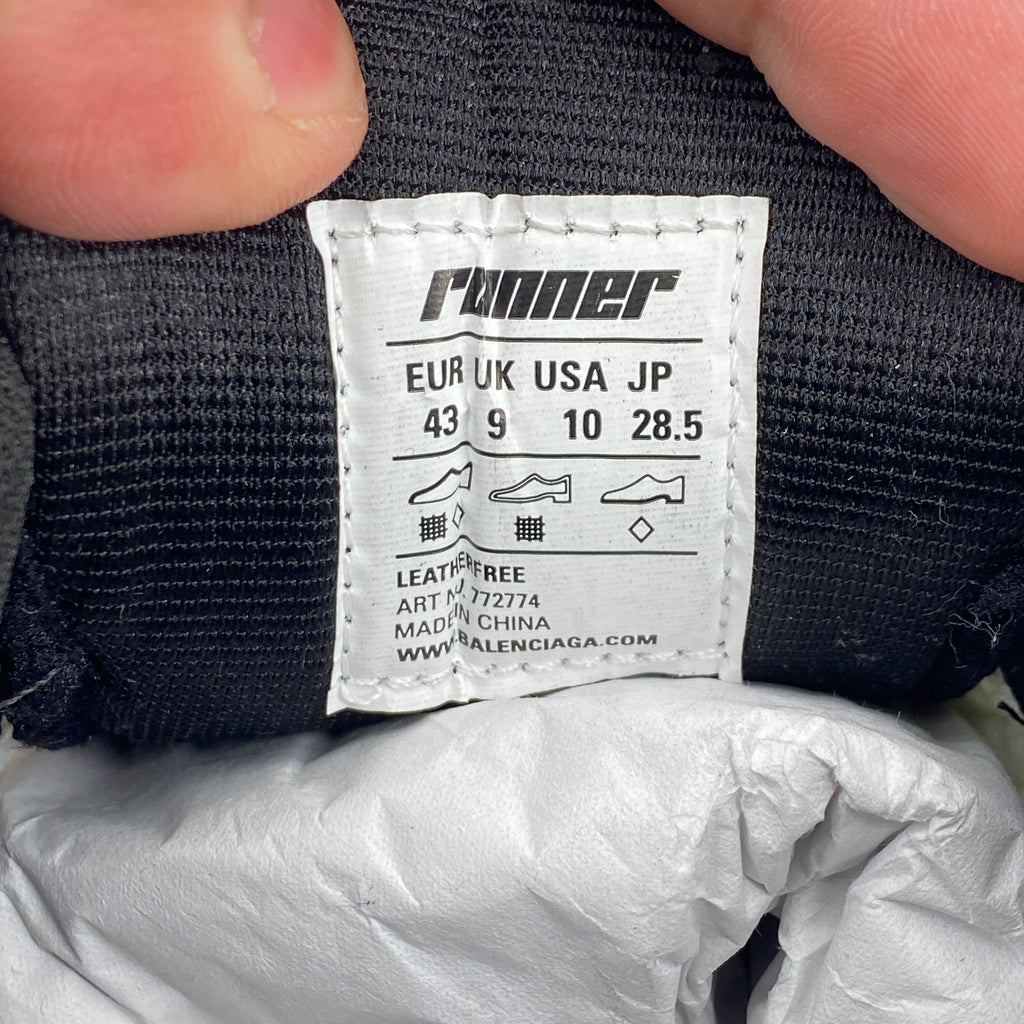 runner
EUR UK USA JP
43 9 10 28.5
LEATHERFREE
ART N. 772774
MADE IN CHINA
WWW.BALENCIAGA.COM